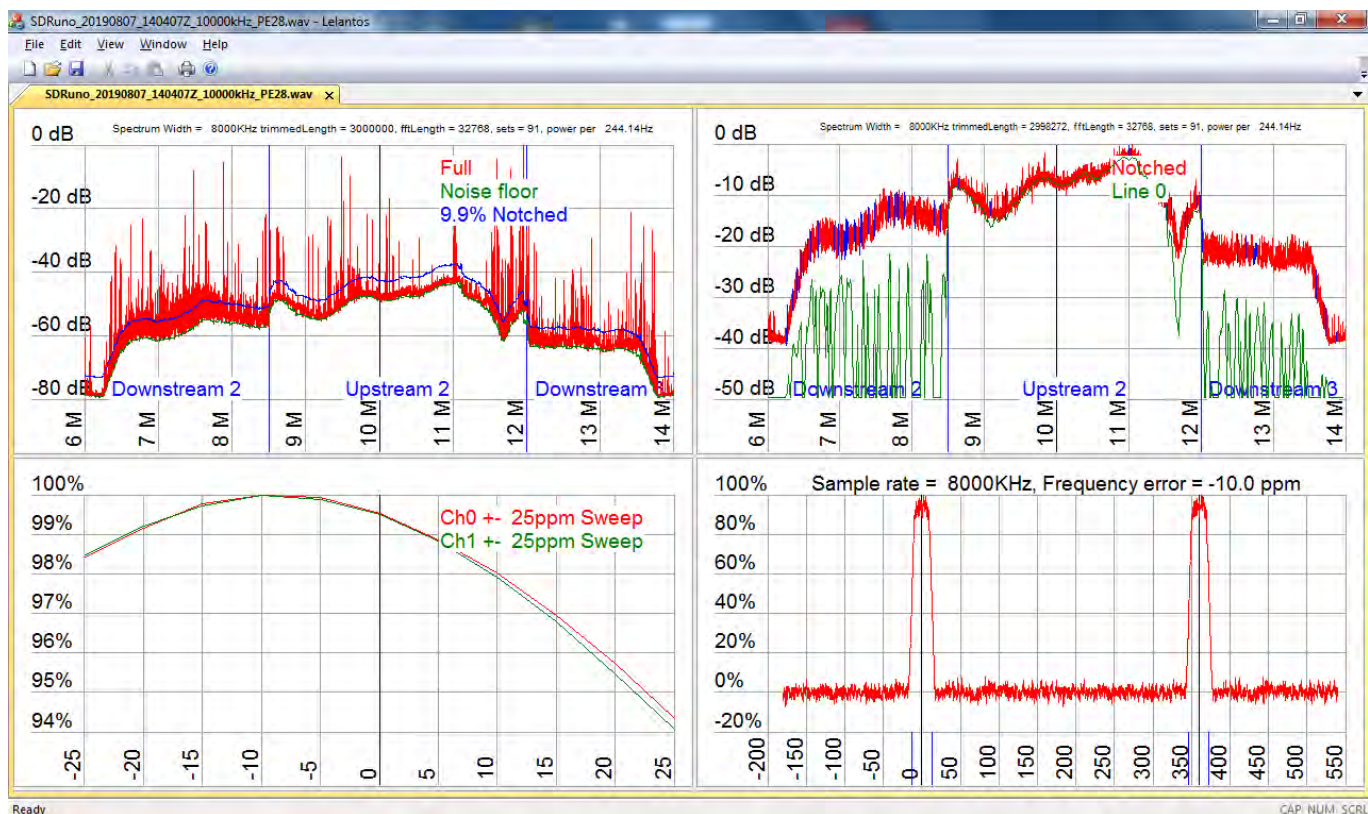 SDRuno_20190807_140407Z_10000kHz_PE28.wav - Lelantos
File Edit View Window Help
SDRuno_20190807_140407Z_10000kHz_PE28.wav x
0 dB
Spectrum Width = 8000KHz trimmedLength = 3000000, fftLength = 32768, sets = 91, power per 244.14Hz
Full
Noise floor
9.9% Notched
-20 dB
-40 dB
-60 dB
-80 dB
Downstream 2
Upstream 2
Downstream 3
6 M
7 M
8 M
9 M
10 M
11 M
12 M
13 M
14 M
0 dB
Spectrum Width = 8000KHz trimmedLength = 2998272, fftLength = 32768, sets = 91, power per 244.14Hz
Notched
Line 0
-10 dB
-20 dB
-30 dB
-40 dB
-50 dB
Downstream 2
Upstream 2
Downstream 3
6 M
7 M
8 M
9 M
10 M
11 M
12 M
13 M
14 M
100%
Ch0 +- 25ppm Sweep
Ch1 +- 25ppm Sweep
99%
98%
97%
96%
95%
94%
-25
-20
-15
-10
-5
0
5
10
15
20
25
100%
Sample rate = 8000KHz, Frequency error = -10.0 ppm
80%
60%
40%
20%
0%
-20%
-200
-150
-100
-50
0
50
100
150
200
250
300
350
400
450
500
550
Ready
CAP NUM SCRL